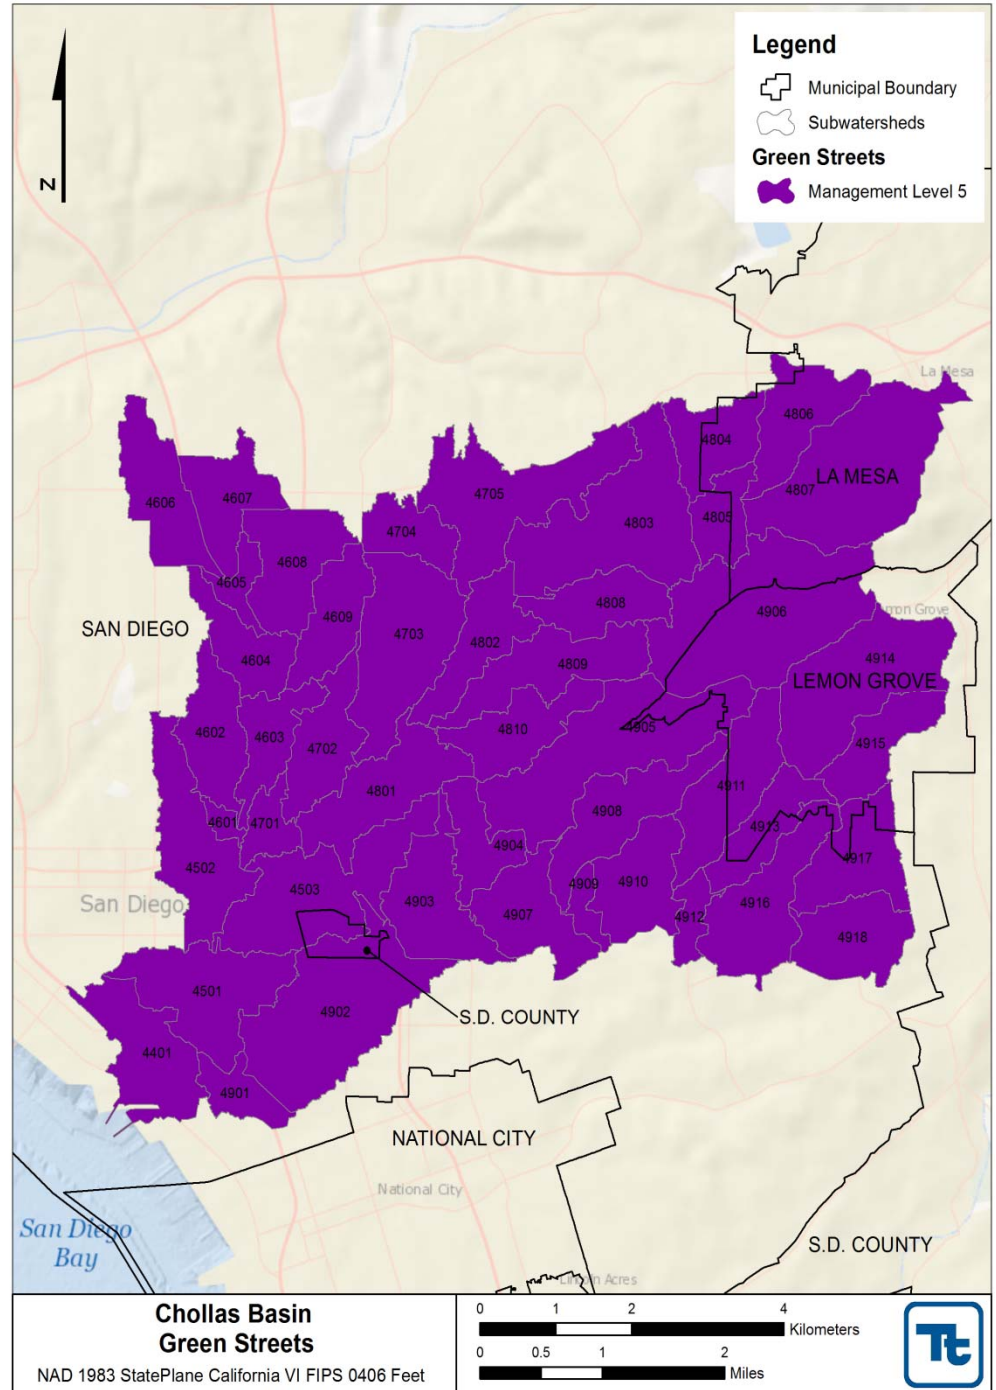 Legend
Municipal Boundary
Subwatersheds
Green Streets
Management Level 5
N
La Mesa
4806
4804
LA MESA
4807
4705
4606
4607
4805
4803
4704
4608
4605
4808
4906
4609
SAN DIEGO
4703
4802
4604
4809
4914
LEMON GROVE
4602
4603
4810
4905
4702
4915
4801
4911
4908
4601
4701
4913
4904
4917
4502
4503
4909
4910
4903
4916
San Diego
4907
4912
4918
4501
4902
S.D. COUNTY
4401
4901
NATIONAL CITY
National City
San Diego
Bay
S.D. COUNTY
Lincoln Acres
Chollas Basin
Green Streets
NAD 1983 StatePlane California VI FIPS 0406 Feet
0 1 2 4
Kilometers
0 0.5 1 2
Miles
Tt